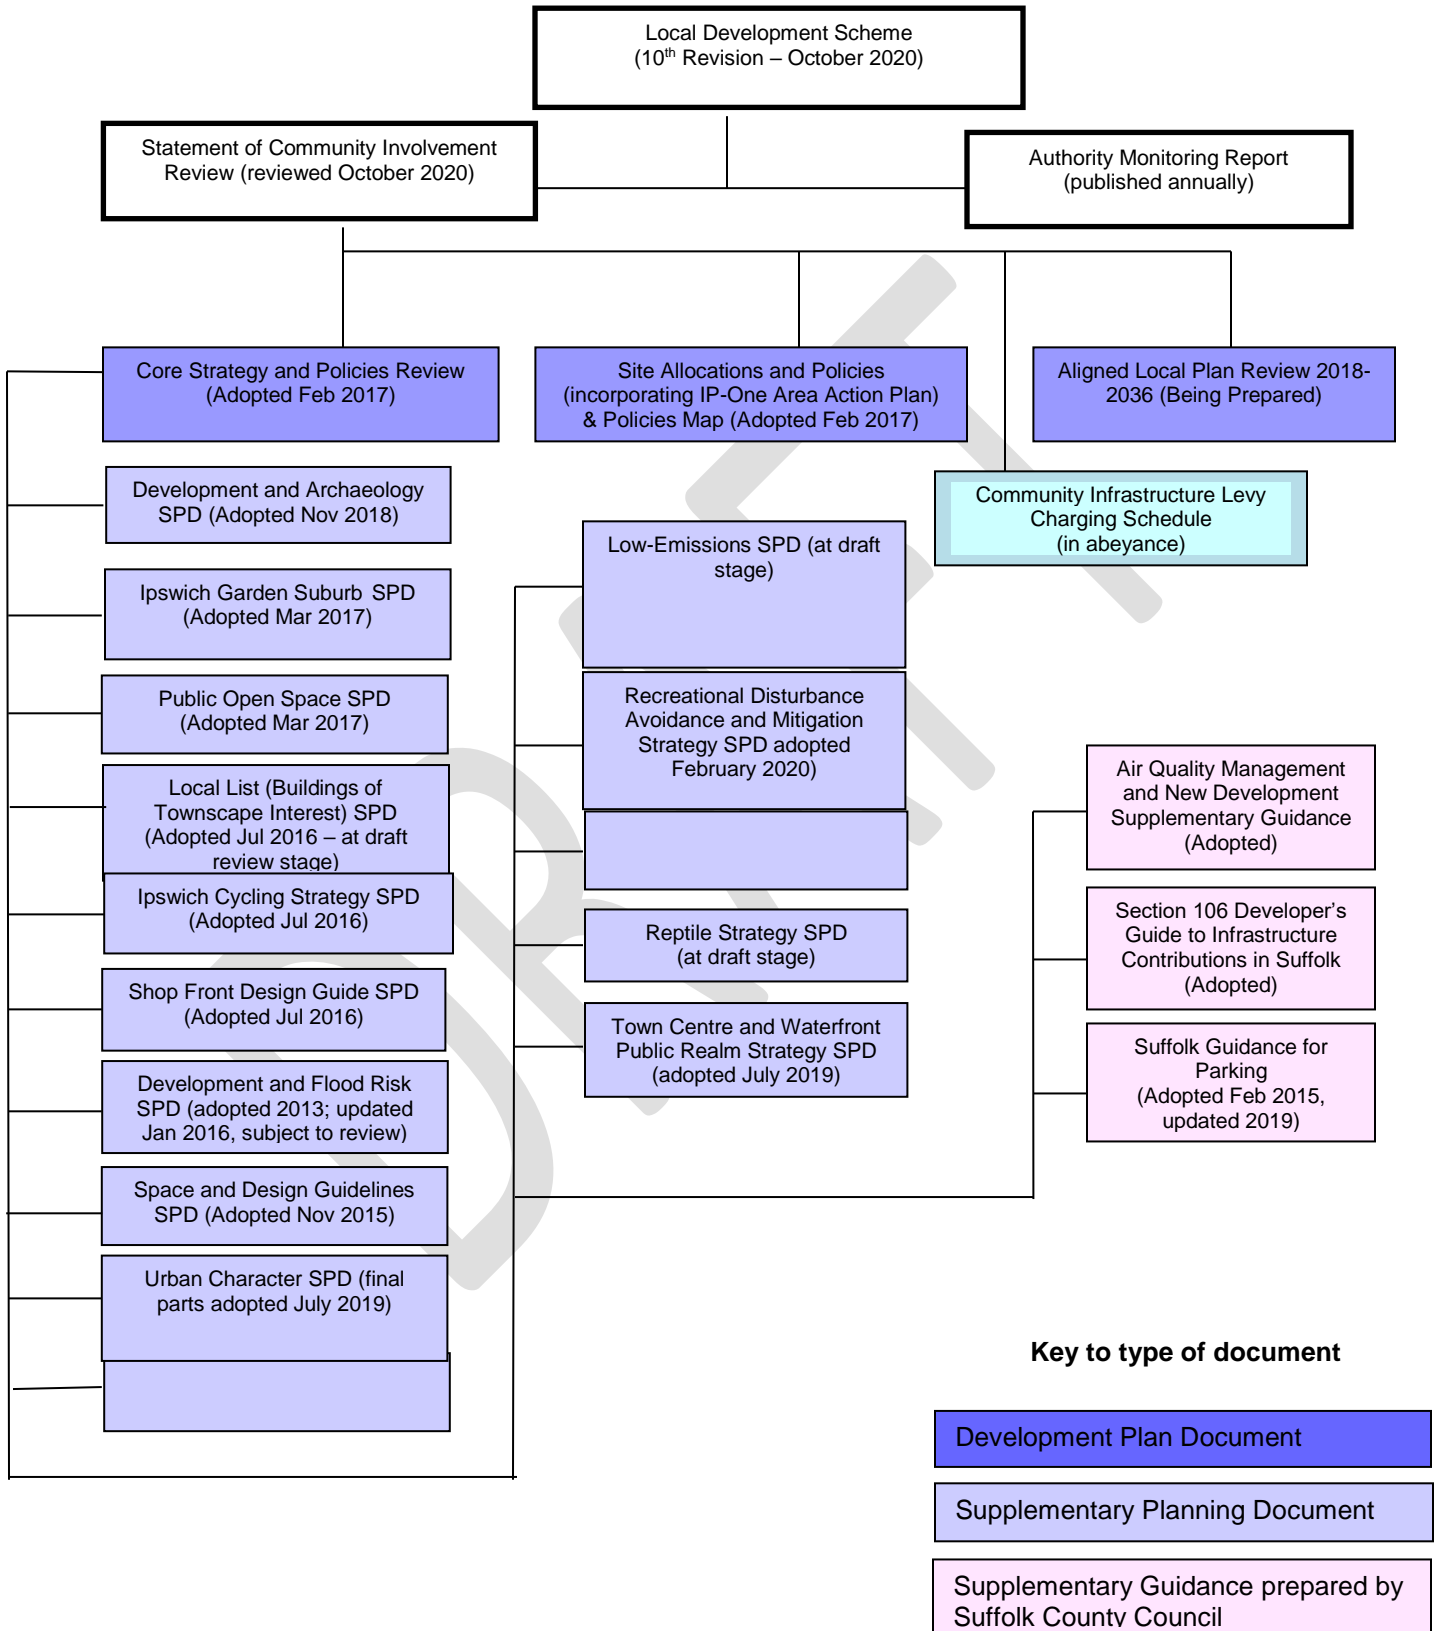 Local Development Scheme
(10th Revision – October 2020)
Statement of Community Involvement
Review (reviewed October 2020)
Authority Monitoring Report
(published annually)
Core Strategy and Policies Review
(Adopted Feb 2017)
Site Allocations and Policies
(incorporating IP-One Area Action Plan)
& Policies Map (Adopted Feb 2017)
Aligned Local Plan Review 2018-
2036 (Being Prepared)
Community Infrastructure Levy
Charging Schedule
(in abeyance)
Development and Archaeology
SPD (Adopted Nov 2018)
Ipswich Garden Suburb SPD
(Adopted Mar 2017)
Public Open Space SPD
(Adopted Mar 2017)
Local List (Buildings of
Townscape Interest) SPD
(Adopted Jul 2016 – at draft
review stage)
Ipswich Cycling Strategy SPD
(Adopted Jul 2016)
Shop Front Design Guide SPD
(Adopted Jul 2016)
Development and Flood Risk
SPD (adopted 2013; updated
Jan 2016, subject to review)
Space and Design Guidelines
SPD (Adopted Nov 2015)
Urban Character SPD (final
parts adopted July 2019)
Low-Emissions SPD (at draft
stage)
Recreational Disturbance
Avoidance and Mitigation
Strategy SPD adopted
February 2020)
Reptile Strategy SPD
(at draft stage)
Town Centre and Waterfront
Public Realm Strategy SPD
(adopted July 2019)
Air Quality Management
and New Development
Supplementary Guidance
(Adopted)
Section 106 Developer’s
Guide to Infrastructure
Contributions in Suffolk
(Adopted)
Suffolk Guidance for
Parking
(Adopted Feb 2015,
updated 2019)
DRAFT
Key to type of document
Development Plan Document
Supplementary Planning Document
Supplementary Guidance prepared by
Suffolk County Council